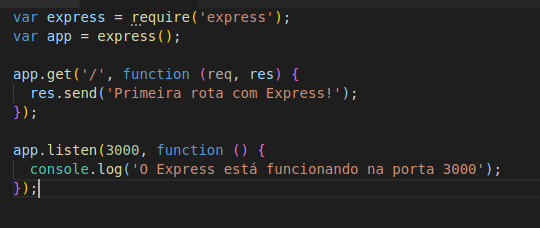 var express = require('express');
var app = express();
app.get('/', function (req, res) {
res.send('Primeira rota com Express!');
});
app.listen(3000, function () {
console.log('O Express está funcionando na porta 3000');
});